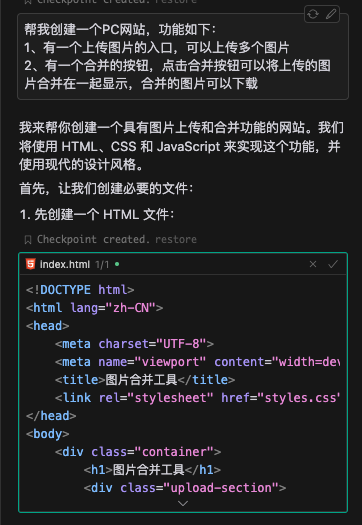 Checkpoint created. restore
帮我创建一个PC网站，功能如下：
1、有一个上传图片的入口，可以上传多个图片
2、有一个合并的按钮，点击合并按钮可以将上传的图
片合并在一起显示，合并的图片可以下载
我来帮你创建一个具有图片上传和合并功能的网站。我们
将使用 HTML、CSS 和 JavaScript 来实现这个功能，并
使用现代的设计风格。
首先，让我们创建必要的文件：
1. 先创建一个 HTML 文件：
Checkpoint created. restore
index.html 1/1
<!DOCTYPE html>
<html lang="zh-CN">
<head>
<meta charset="UTF-8">
<meta name="viewport" content="width=dev
<title>图片合并工具</title>
<link rel="stylesheet" href="styles.css"
</head>
<body>
<div class="container">
<h1>图片合并工具</h1>
<div class="upload-section">